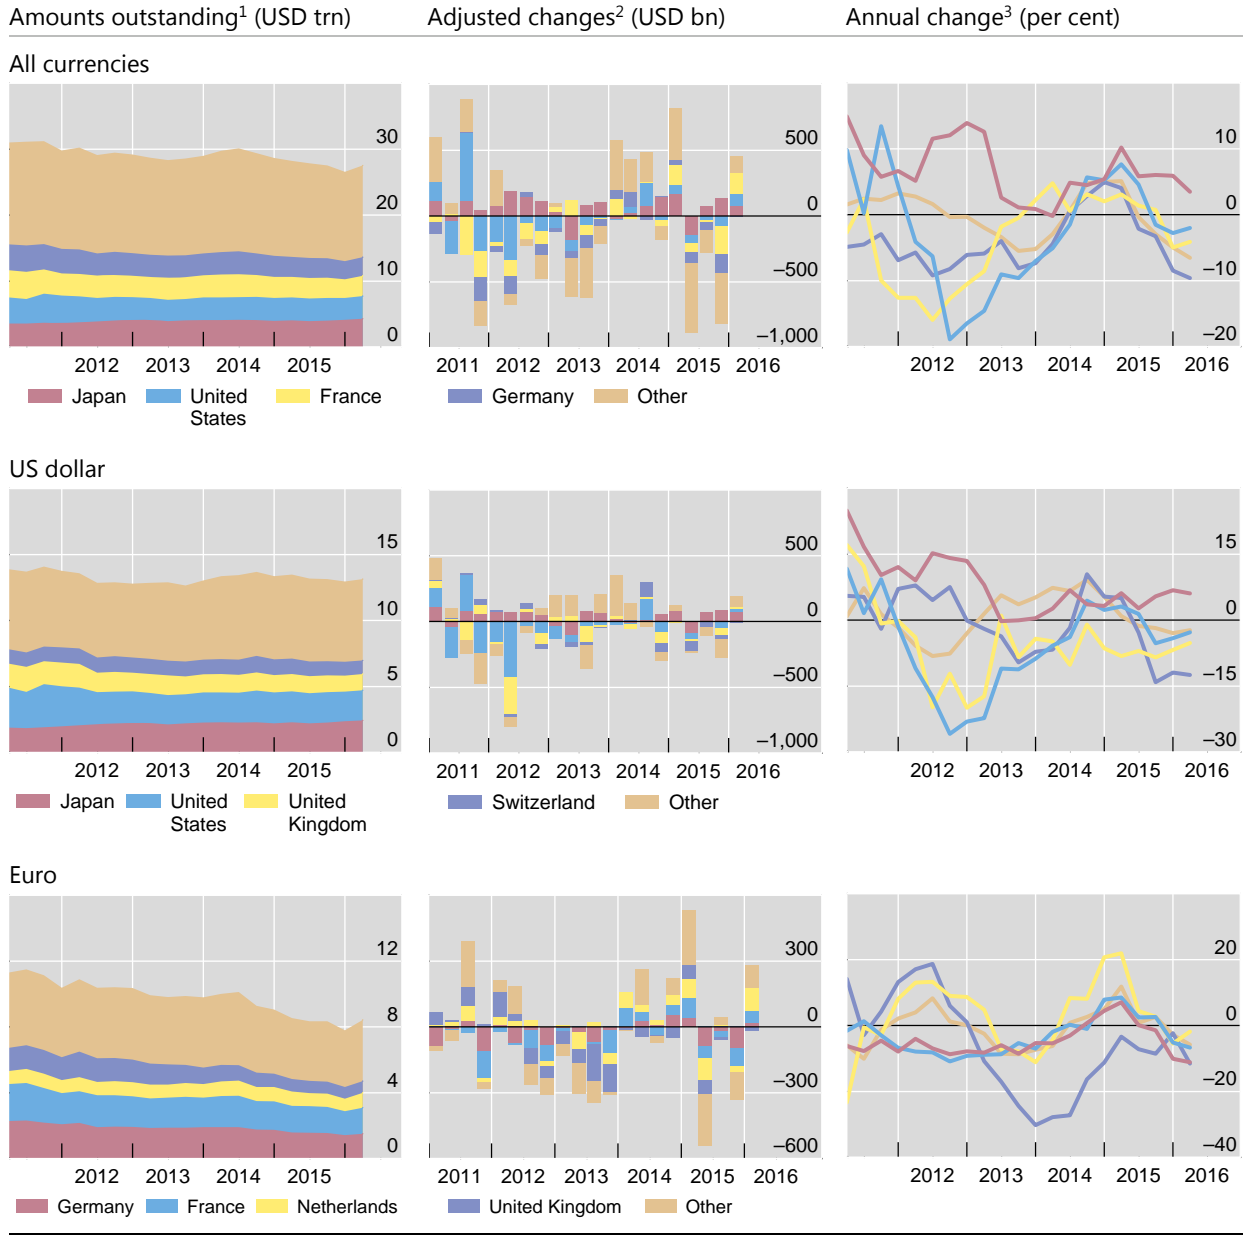 Amounts outstanding¹ (USD trn)
Adjusted changes² (USD bn)
Annual change³ (per cent)
All currencies
30
20
10
0
2012 2013 2014 2015
500
0
–500
–1,000
2011 2012 2013 2014 2015 2016
10
0
–10
–20
2012 2013 2014 2015 2016
Japan
United States
France
Germany
Other
US dollar
15
10
5
0
2012 2013 2014 2015
500
0
–500
–1,000
2011 2012 2013 2014 2015 2016
15
0
–15
–30
2012 2013 2014 2015 2016
Japan
United States
United Kingdom
Switzerland
Other
Euro
12
8
4
0
2012 2013 2014 2015
300
0
–300
–600
2011 2012 2013 2014 2015 2016
20
0
–20
–40
2012 2013 2014 2015 2016
Germany
France
Netherlands
United Kingdom
Other